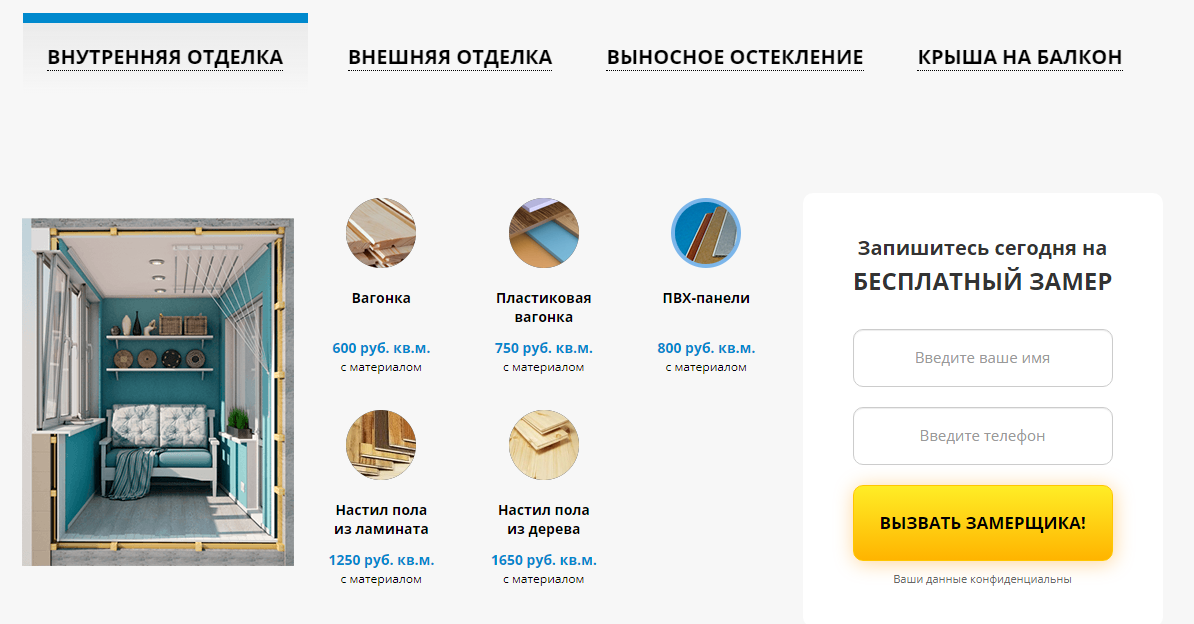 ВНУТРЕННЯЯ ОТДЕЛКА
ВНЕШНЯЯ ОТДЕЛКА
ВЫНОСНОЕ ОСТЕКЛЕНИЕ
КРЫША НА БАЛКОН
Вагонка
600 руб. кв.м.
с материалом
Пластиковая
вагонка
750 руб. кв.м.
с материалом
ПВХ-панели
800 руб. кв.м.
с материалом
Настил пола
из ламината
1250 руб. кв.м.
с материалом
Настил пола
из дерева
1650 руб. кв.м.
с материалом
Запишитесь сегодня на
БЕСПЛАТНЫЙ ЗАМЕР
Введите ваше имя
Введите телефон
ВЫЗВАТЬ ЗАМЕРЩИКА!
Ваши данные конфиденциальны